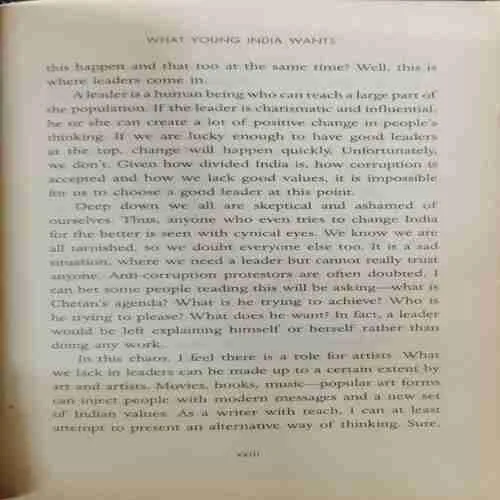 WHAT YOUNG INDIA WANTS
this happen and that too at the same time? Well, this is
where leaders come in.
A leader is a human being who can reach a large part of
the population. If the leader is charismatic and influential,
he or she can create a lot of positive change in people's
thinking. If we are lucky enough to have good leaders
at the top, change will happen quickly. Unfortunately,
we don't. Given how divided India is, how corruption is
accepted and how we lack good values, it is impossible
for us to choose a good leader at this point.
Deep down we all are skeptical and ashamed of
ourselves. Thus, anyone who even tries to change India
for the better is seen with cynical eyes. We know we are
all tarnished, so we doubt everyone else too. It is a sad
situation, where we need a leader but cannot really trust
anyone. Anti-corruption protestors are often doubted. I
can bet some people reading this will be asking—what is
Chetan's agenda? What is he trying to achieve? Who is
he trying to please? What does he want? In fact, a leader
would be left explaining himself or herself rather than
doing any work.
In this chaos, I feel there is a role for artists. What
we lack in leaders can be made up to a certain extent by
art and artists. Movies, books, music—popular art forms
can inject people with modern messages and a new set
of Indian values. As a writer with reach, I can at least
attempt to present an alternative way of thinking. Sure,
xxiii